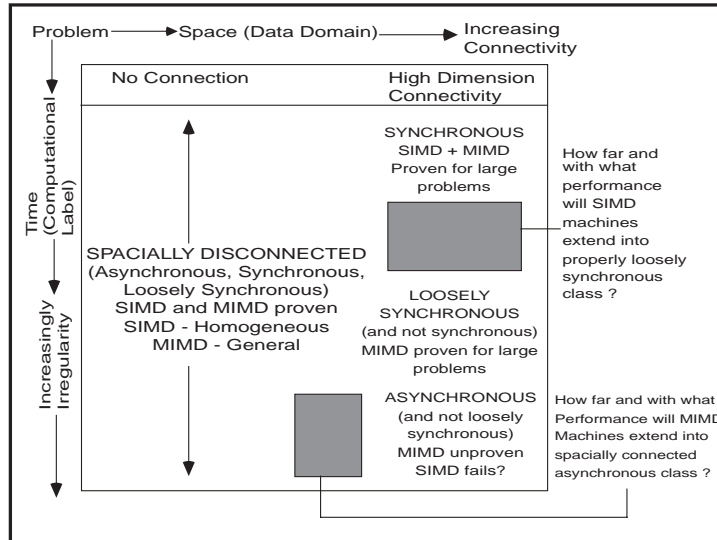 Problem
Space (Data Domain)
Increasing
Connectivity
Time
(Computational
Label)
Increasingly
Irregularity
No Connection
High Dimension
Connectivity
SPACIALLY DISCONNECTED
(Asynchronous, Synchronous,
Loosely Synchronous)
SIMD and MIMD proven
SIMD - Homogeneous
MIMD - General
SYNCHRONOUS
SIMD + MIMD
Proven for large
problems
LOOSELY
SYNCHRONOUS
(and not synchronous)
MIMD proven for large
problems
ASYNCHRONOUS
(and not loosely
synchronous)
MIMD unproven
SIMD fails?
How far and
with what
performance
will SIMD
machines
extend into
properly loosely
synchronous
class ?
How far and with what
Performance will MIMD
Machines extend into
spacially connected
asynchronous class ?